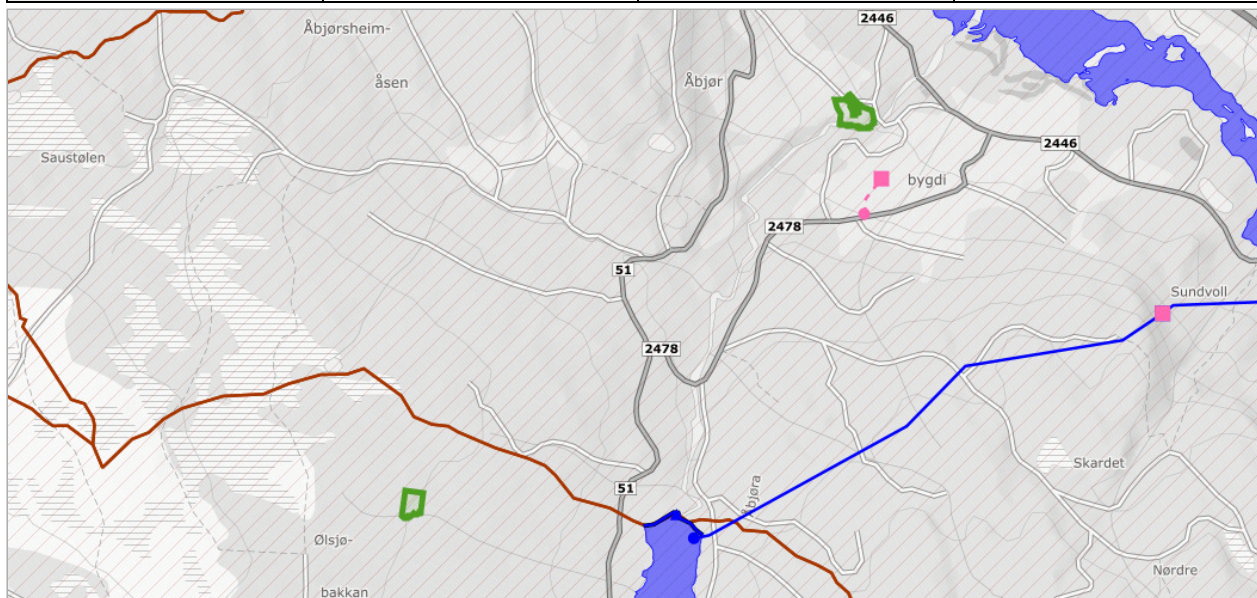 2446
Åbjørsheim-
åsen
Åbjør
2446
Saustølen
bygdi
2478
51
Sundvoll
2478
Skardet
51
Åbjøra
Ølsjø-
Nørdre
bakkan